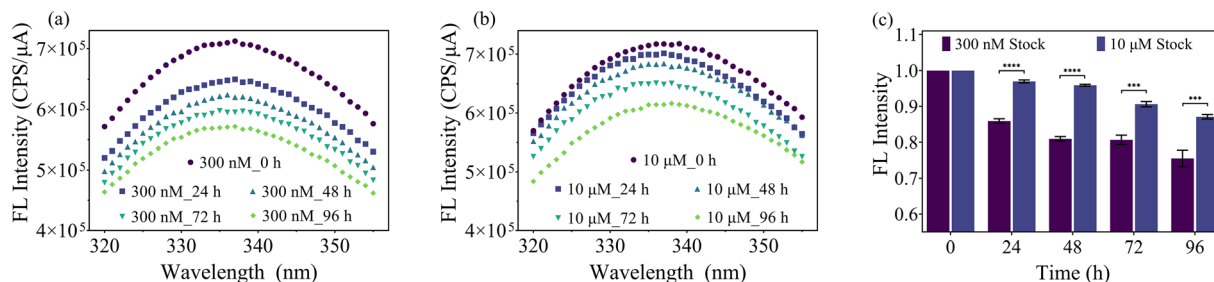 (a)
FL Intensity (CPS/μA)
7×10⁵
6×10⁵
5×10⁵
4×10⁵
300 nM_0 h
300 nM_24 h 300 nM_48 h
300 nM_72 h 300 nM_96 h
320 330 340 350
Wavelength (nm)
(b)
FL Intensity (CPS/μA)
7×10⁵
6×10⁵
5×10⁵
4×10⁵
10 μM_0 h
10 μM_24 h 10 μM_48 h
10 μM_72 h 10 μM_96 h
320 330 340 350
Wavelength (nm)
(c)
FL Intensity
1.1
1.0
0.9
0.8
0.7
0.6
300 nM Stock 10 μM Stock
**** **** *** ***
0 24 48 72 96
Time (h)